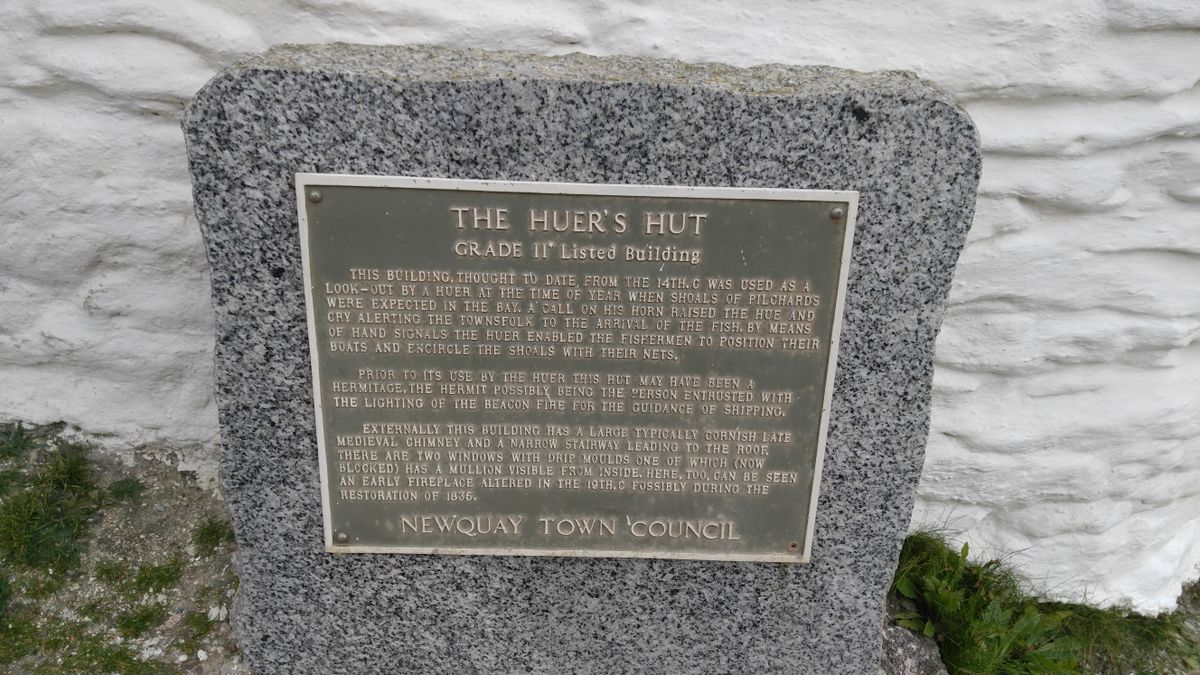 THE HUER'S HUT
GRADE II* Listed Building
THIS BUILDING, THOUGHT TO DATE, FROM THE 14TH.C WAS USED AS A
LOOK-OUT BY A HUER AT THE TIME OF YEAR WHEN SHOALS OF PILCHARDS
WERE EXPECTED IN THE BAY. A CALL ON HIS HORN RAISED THE HUE AND
CRY ALERTING THE TOWNSFOLK TO THE ARRIVAL OF THE FISH. BY MEANS
OF HAND SIGNALS THE HUER ENABLED THE FISHERMEN TO POSITION THEIR
BOATS AND ENCIRCLE THE SHOALS WITH THEIR NETS.
PRIOR TO ITS USE BY THE HUER THIS HUT MAY HAVE BEEN A
HERMITAGE, THE HERMIT POSSIBLY BEING THE PERSON ENTRUSTED WITH
THE LIGHTING OF THE BEACON FIRE FOR THE GUIDANCE OF SHIPPING.
EXTERNALLY THIS BUILDING HAS A LARGE TYPICALLY CORNISH LATE
MEDIEVAL CHIMNEY AND A NARROW STAIRWAY LEADING TO THE ROOF.
THERE ARE TWO WINDOWS WITH DRIP MOULDS ONE OF WHICH (NOW
BLOCKED) HAS A MULLION VISIBLE FROM INSIDE. HERE, TOO, CAN BE SEEN
AN EARLY FIREPLACE ALTERED IN THE 19TH.C POSSIBLY DURING THE
RESTORATION OF 1836.
NEWQUAY TOWN COUNCIL